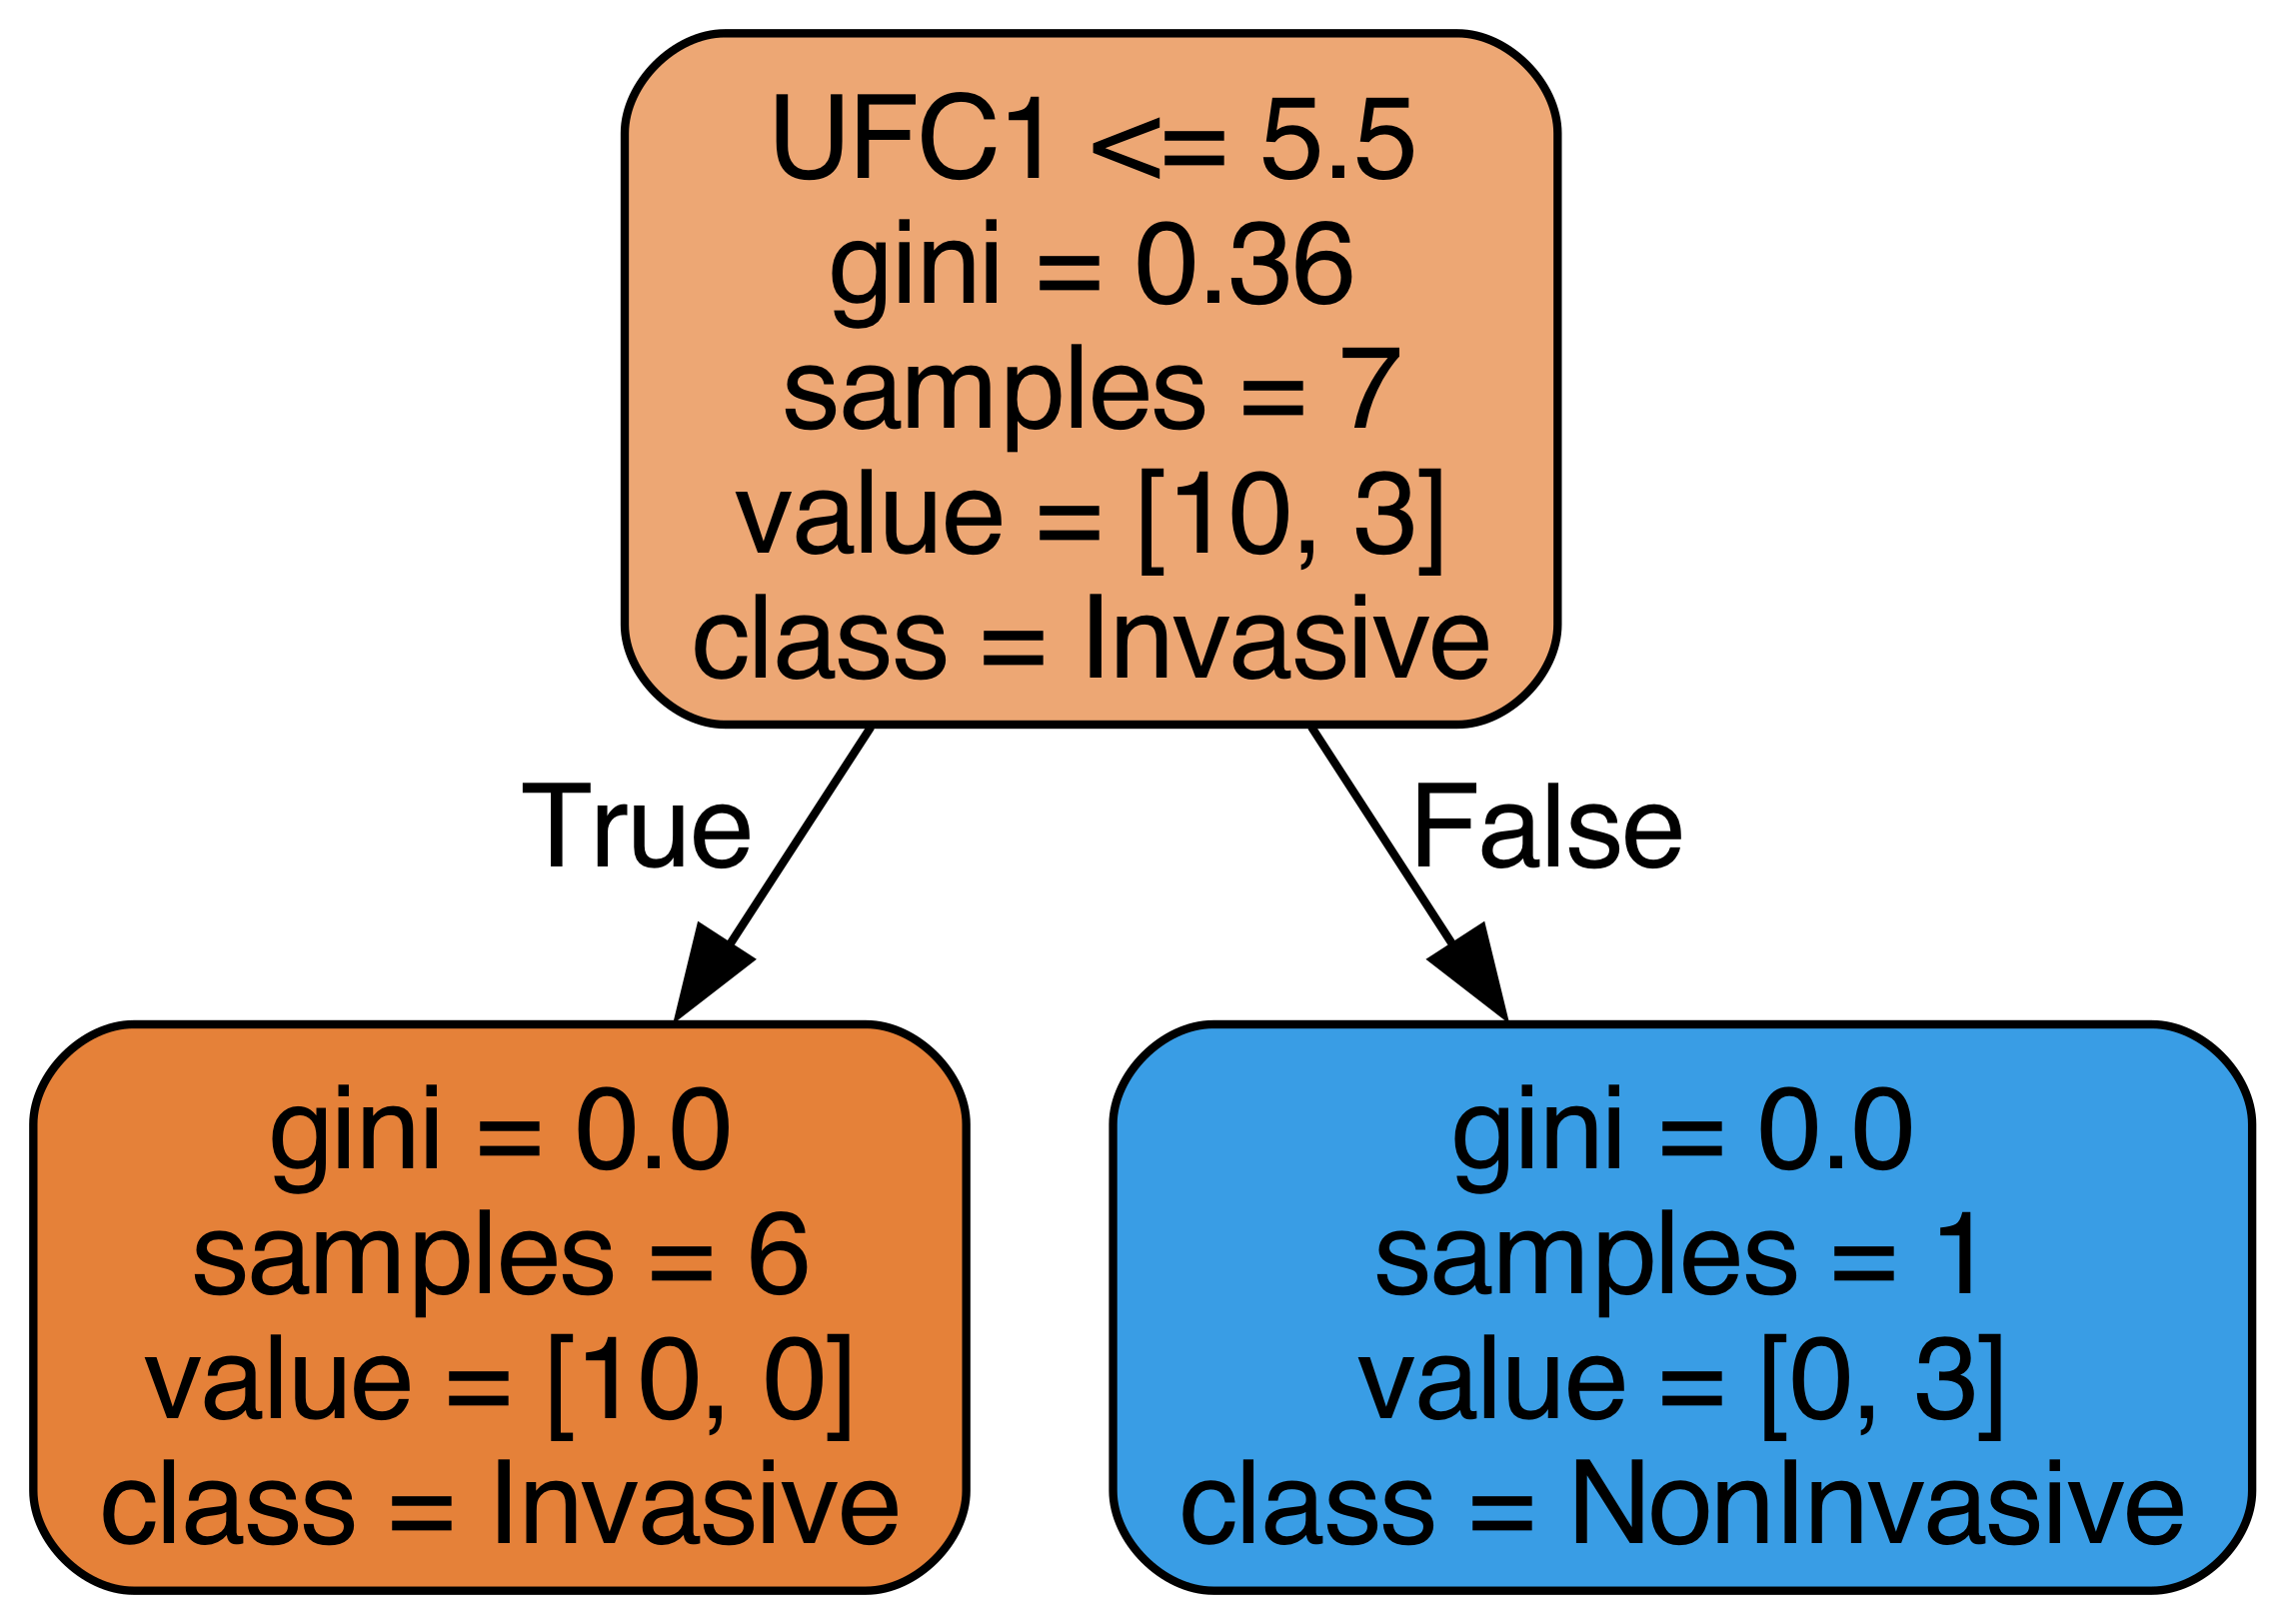 UFC1 <= 5.5
gini = 0.36
samples = 7
value = [10, 3]
class = Invasive
True
False
gini = 0.0
samples = 6
value = [10, 0]
class = Invasive
gini = 0.0
samples = 1
value = [0, 3]
class = NonInvasive